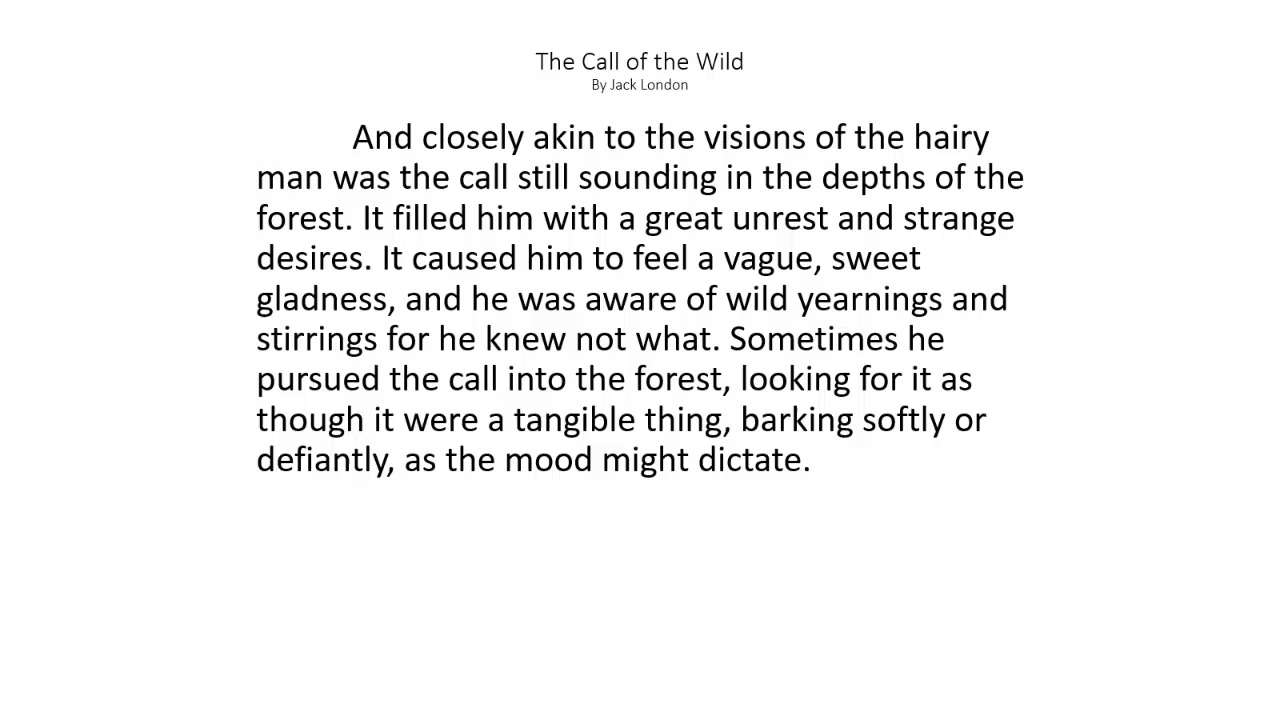 The Call of the Wild
By Jack London
And closely akin to the visions of the hairy
man was the call still sounding in the depths of the
forest. It filled him with a great unrest and strange
desires. It caused him to feel a vague, sweet
gladness, and he was aware of wild yearnings and
stirrings for he knew not what. Sometimes he
pursued the call into the forest, looking for it as
though it were a tangible thing, barking softly or
defiantly, as the mood might dictate.